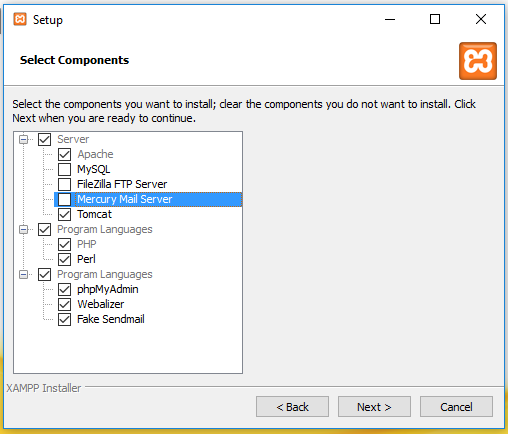 Setup
Select Components
Select the components you want to install; clear the components you do not want to install. Click
Next when you are ready to continue.
Server
Apache
MySQL
FileZilla FTP Server
Mercury Mail Server
Tomcat
Program Languages
PHP
Perl
Program Languages
phpMyAdmin
Webalizer
Fake Sendmail
XAMPP Installer
< Back
Next >
Cancel